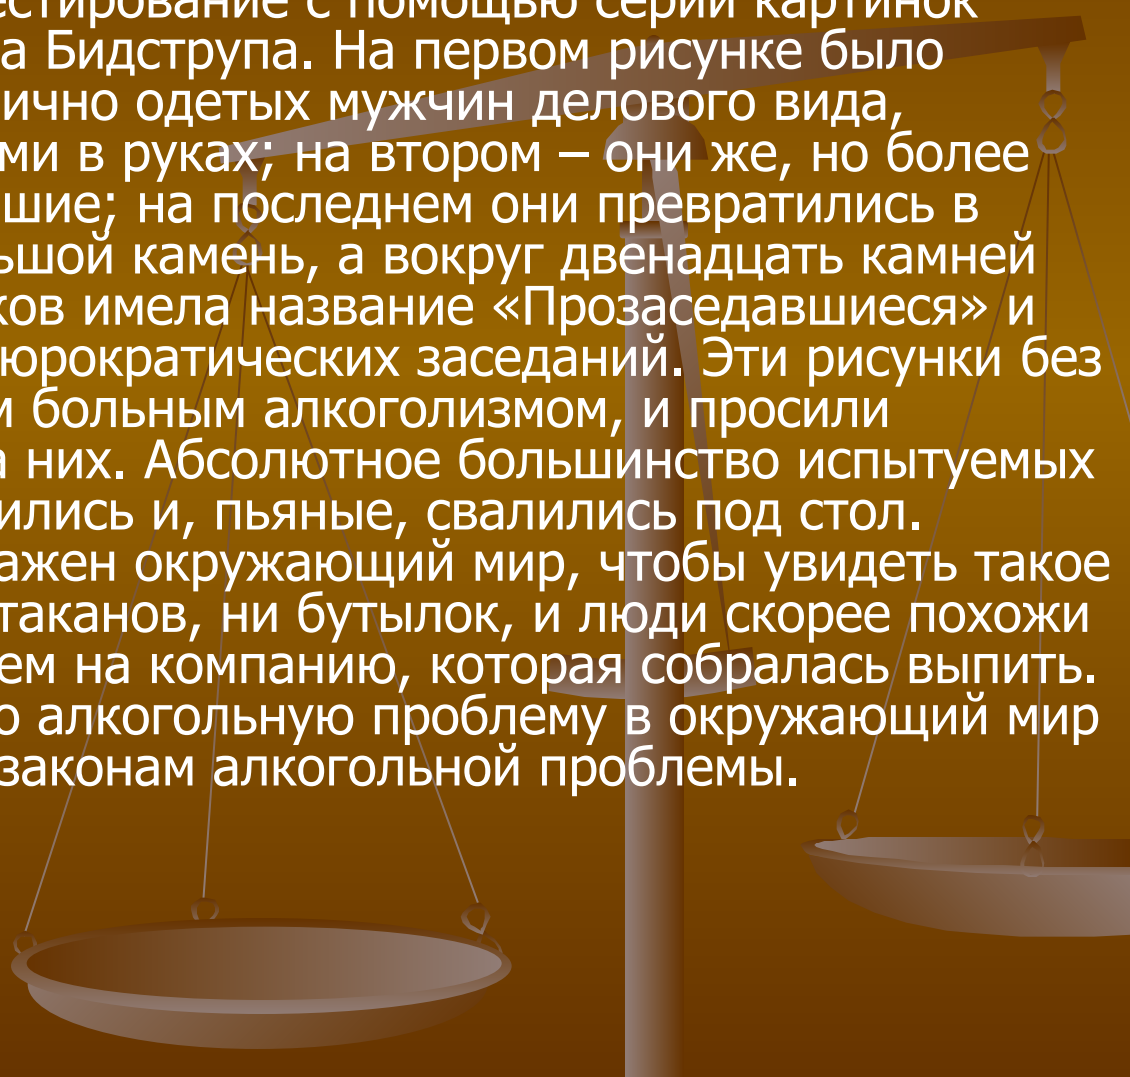 естирование с помощью серии картинок
а Бидструпа. На первом рисунке было
ично одетых мужчин делового вида,
ми в руках; на втором – они же, но более
шие; на последнем они превратились в
ьшой камень, а вокруг двенадцать камней
ков имела название «Прозаседавшиеся» и
юрократических заседаний. Эти рисунки без
м больным алкоголизмом, и просили
а них. Абсолютное большинство испытуемых
ились и, пьяные, свалились под стол.
ажен окружающий мир, чтобы увидеть такое
таканов, ни бутылок, и люди скорее похожи
ем на компанию, которая собралась выпить.
ю алкогольную проблему в окружающий мир
законам алкогольной проблемы.